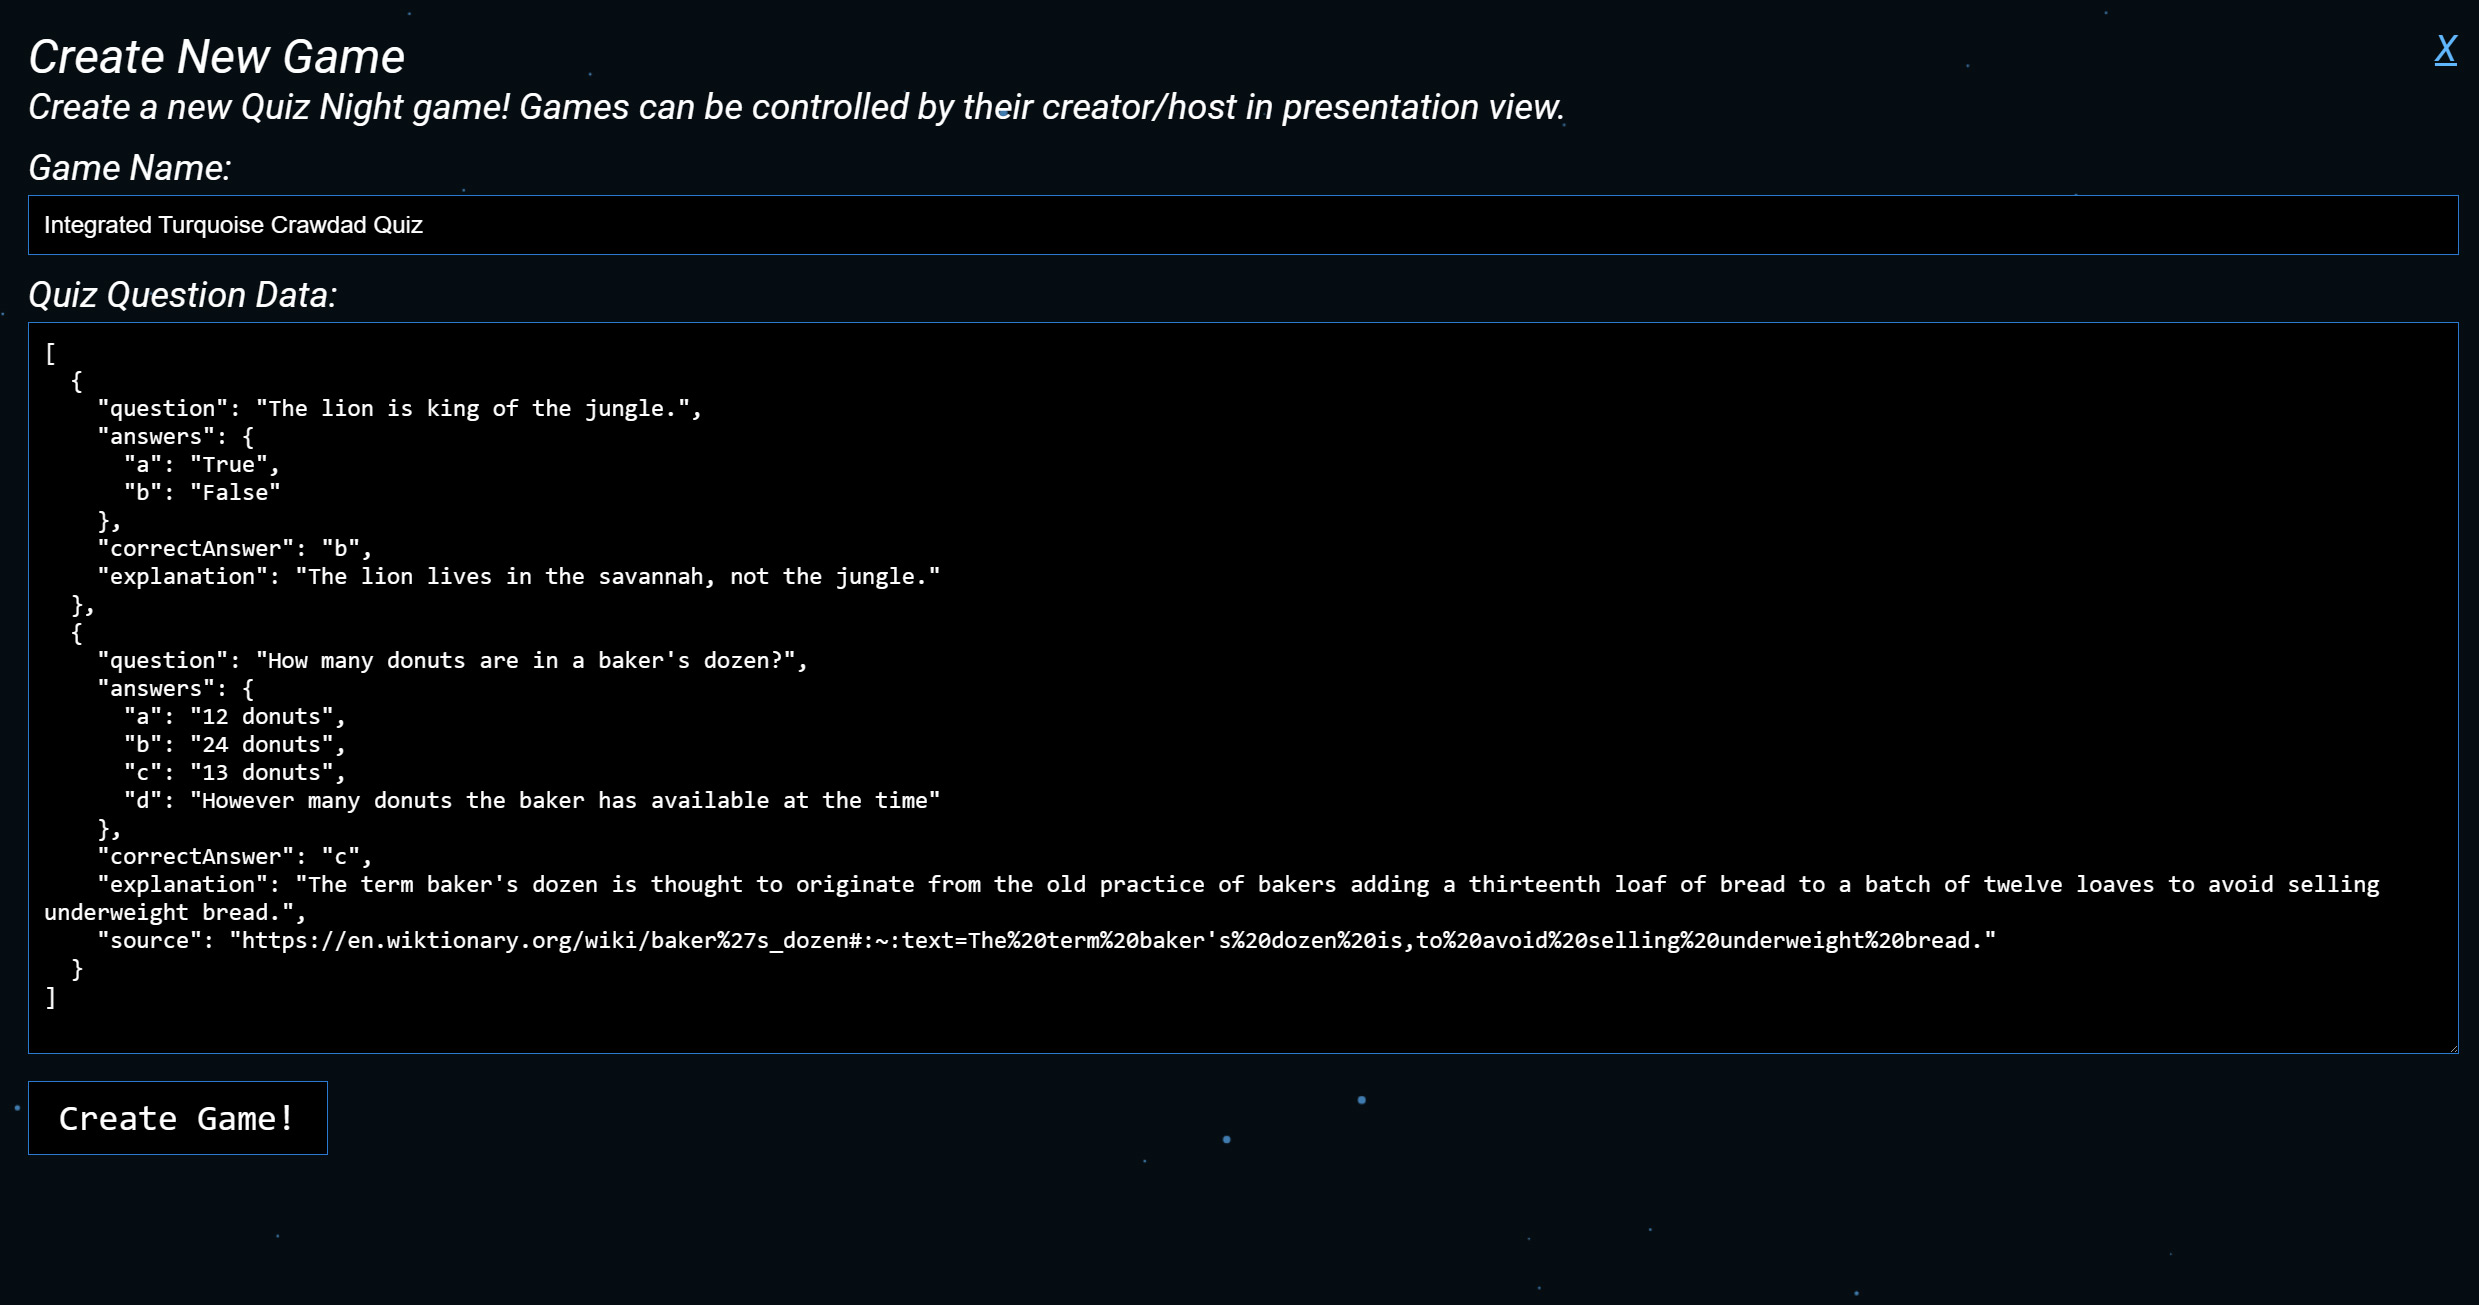 Create New Game
X
Create a new Quiz Night game! Games can be controlled by their creator/host in presentation view.
Game Name:
Integrated Turquoise Crawdad Quiz
Quiz Question Data:
[
  {
    "question": "The lion is king of the jungle.",
    "answers": {
      "a": "True",
      "b": "False"
    },
    "correctAnswer": "b",
    "explanation": "The lion lives in the savannah, not the jungle."
  },
  {
    "question": "How many donuts are in a baker's dozen?",
    "answers": {
      "a": "12 donuts",
      "b": "24 donuts",
      "c": "13 donuts",
      "d": "However many donuts the baker has available at the time"
    },
    "correctAnswer": "c",
    "explanation": "The term baker's dozen is thought to originate from the old practice of bakers adding a thirteenth loaf of bread to a batch of twelve loaves to avoid selling
underweight bread.",
    "source": "https://en.wiktionary.org/wiki/baker%27s_dozen#:~:text=The%20term%20baker's%20dozen%20is,to%20avoid%20selling%20underweight%20bread."
  }
]
Create Game!